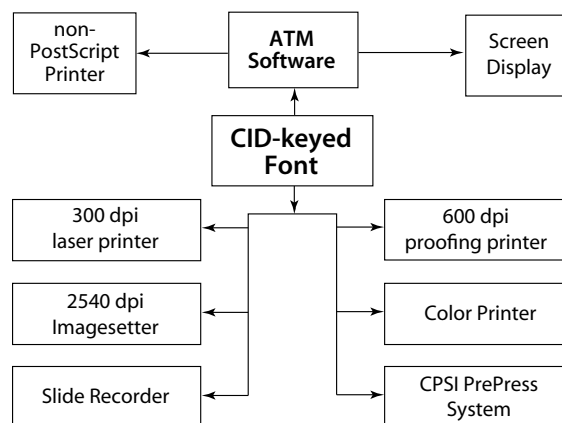 non-
PostScript
Printer
ATM
Software
Screen
Display
CID-keyed
Font
300 dpi
laser printer
600 dpi
proofing printer
2540 dpi
Imagesetter
Color Printer
Slide Recorder
CPSI PrePress
System